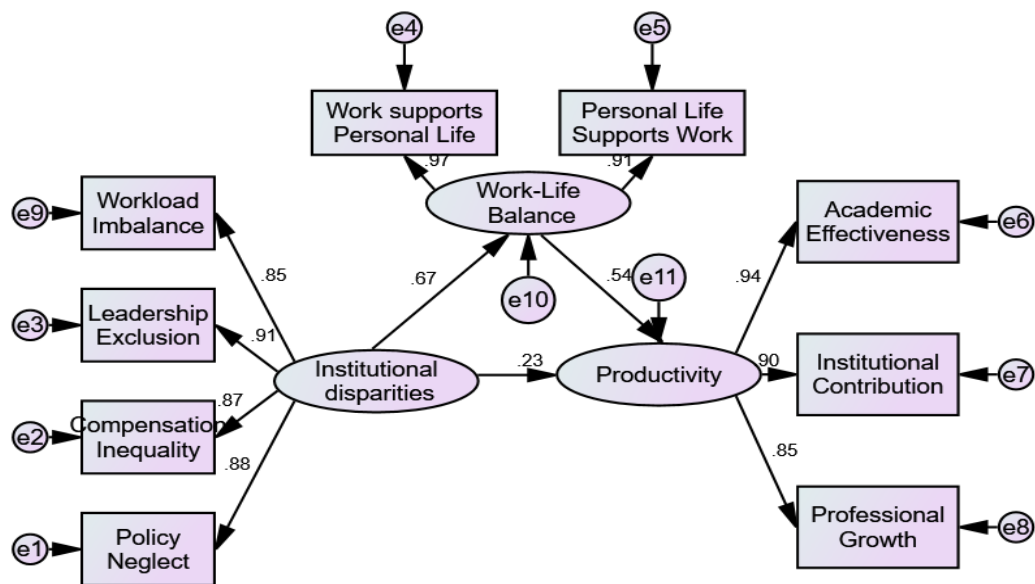 e4
e5
Work supports
Personal Life
Personal Life
Supports Work
.97
.91
Work-Life
Balance
e9
Workload
Imbalance
Academic
Effectiveness
e6
.85
.67
e10
.54
e11
.94
e3
Leadership
Exclusion
.91
Institutional
disparities
.23
Productivity
.90
Institutional
Contribution
e7
e2
Compensation
Inequality
.87
.88
.85
e1
Policy
Neglect
Professional
Growth
e8